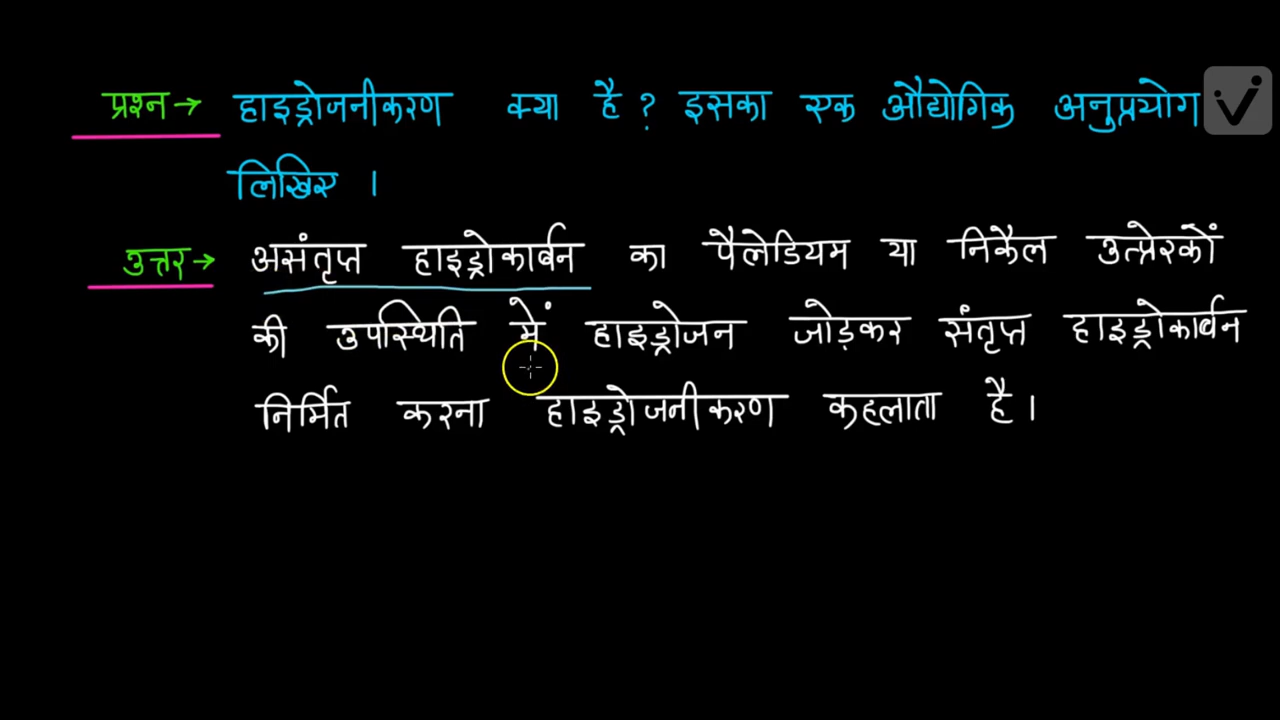 प्रश्न→ हाइड्रोजनीकरण क्या है? इसका एक औद्योगिक अनुप्रयोग
लिखिए ।
उत्तर→ असंतृप्त हाइड्रोकार्बन का पैलेडियम या निकैल उत्प्रेरकों
की उपस्थिति में हाइड्रोजन जोड़कर संतृप्त हाइड्रोकार्बन
निर्मित करना हाइड्रोजनीकरण कहलाता है।